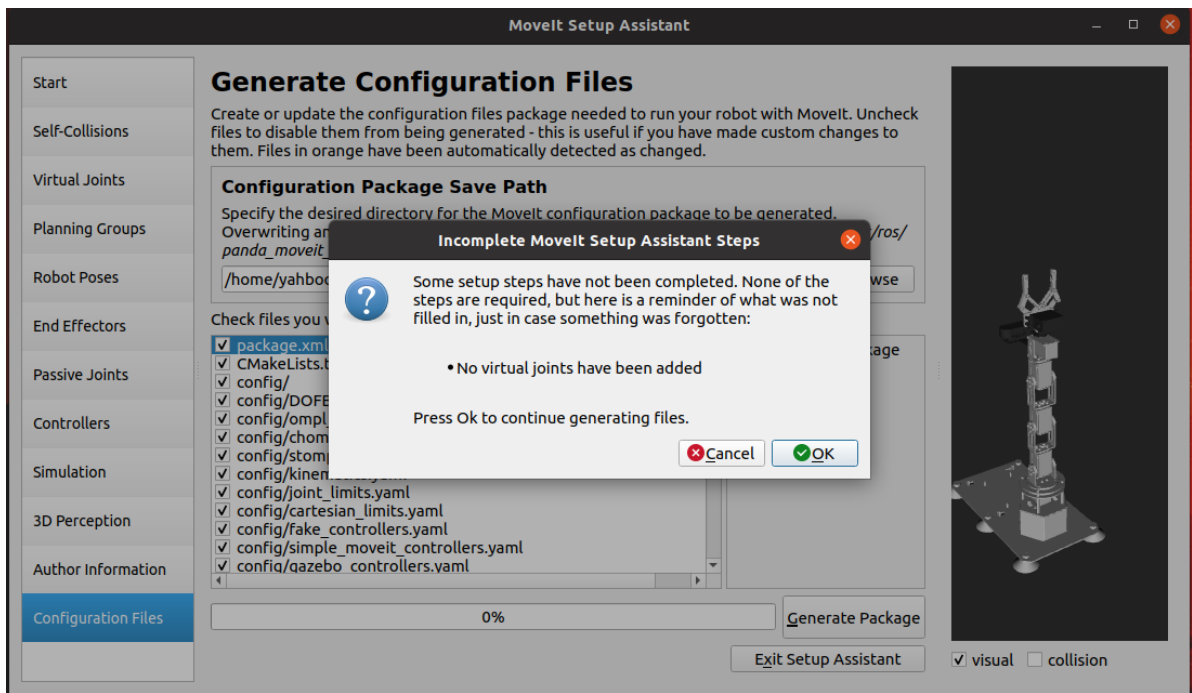 MoveIt Setup Assistant
Start
Self-Collisions
Virtual Joints
Planning Groups
Robot Poses
End Effectors
Passive Joints
Controllers
Simulation
3D Perception
Author Information
Configuration Files
Generate Configuration Files
Create or update the configuration files package needed to run your robot with MoveIt. Uncheck
files to disable them from being generated - this is useful if you have made custom changes to
them. Files in orange have been automatically detected as changed.
Configuration Package Save Path
Specify the desired directory for the MoveIt configuration package to be generated.
Overwriting /ros/
panda_moveit_
/home/yahboo
Check files you
package.xml
CMakeLists.t
config/
config/DOFB
config/ompl_
config/chom
config/stomp
config/joint_limits.yaml
config/cartesian_limits.yaml
config/fake_controllers.yaml
config/simple_moveit_controllers.yaml
config/gazebo_controllers.yaml
0%
Generate Package
Exit Setup Assistant
visual collision
Incomplete MoveIt Setup Assistant Steps
Some setup steps have not been completed. None of the
steps are required, but here is a reminder of what was not
filled in, just in case something was forgotten:
•No virtual joints have been added
Press Ok to continue generating files.
Cancel
OK